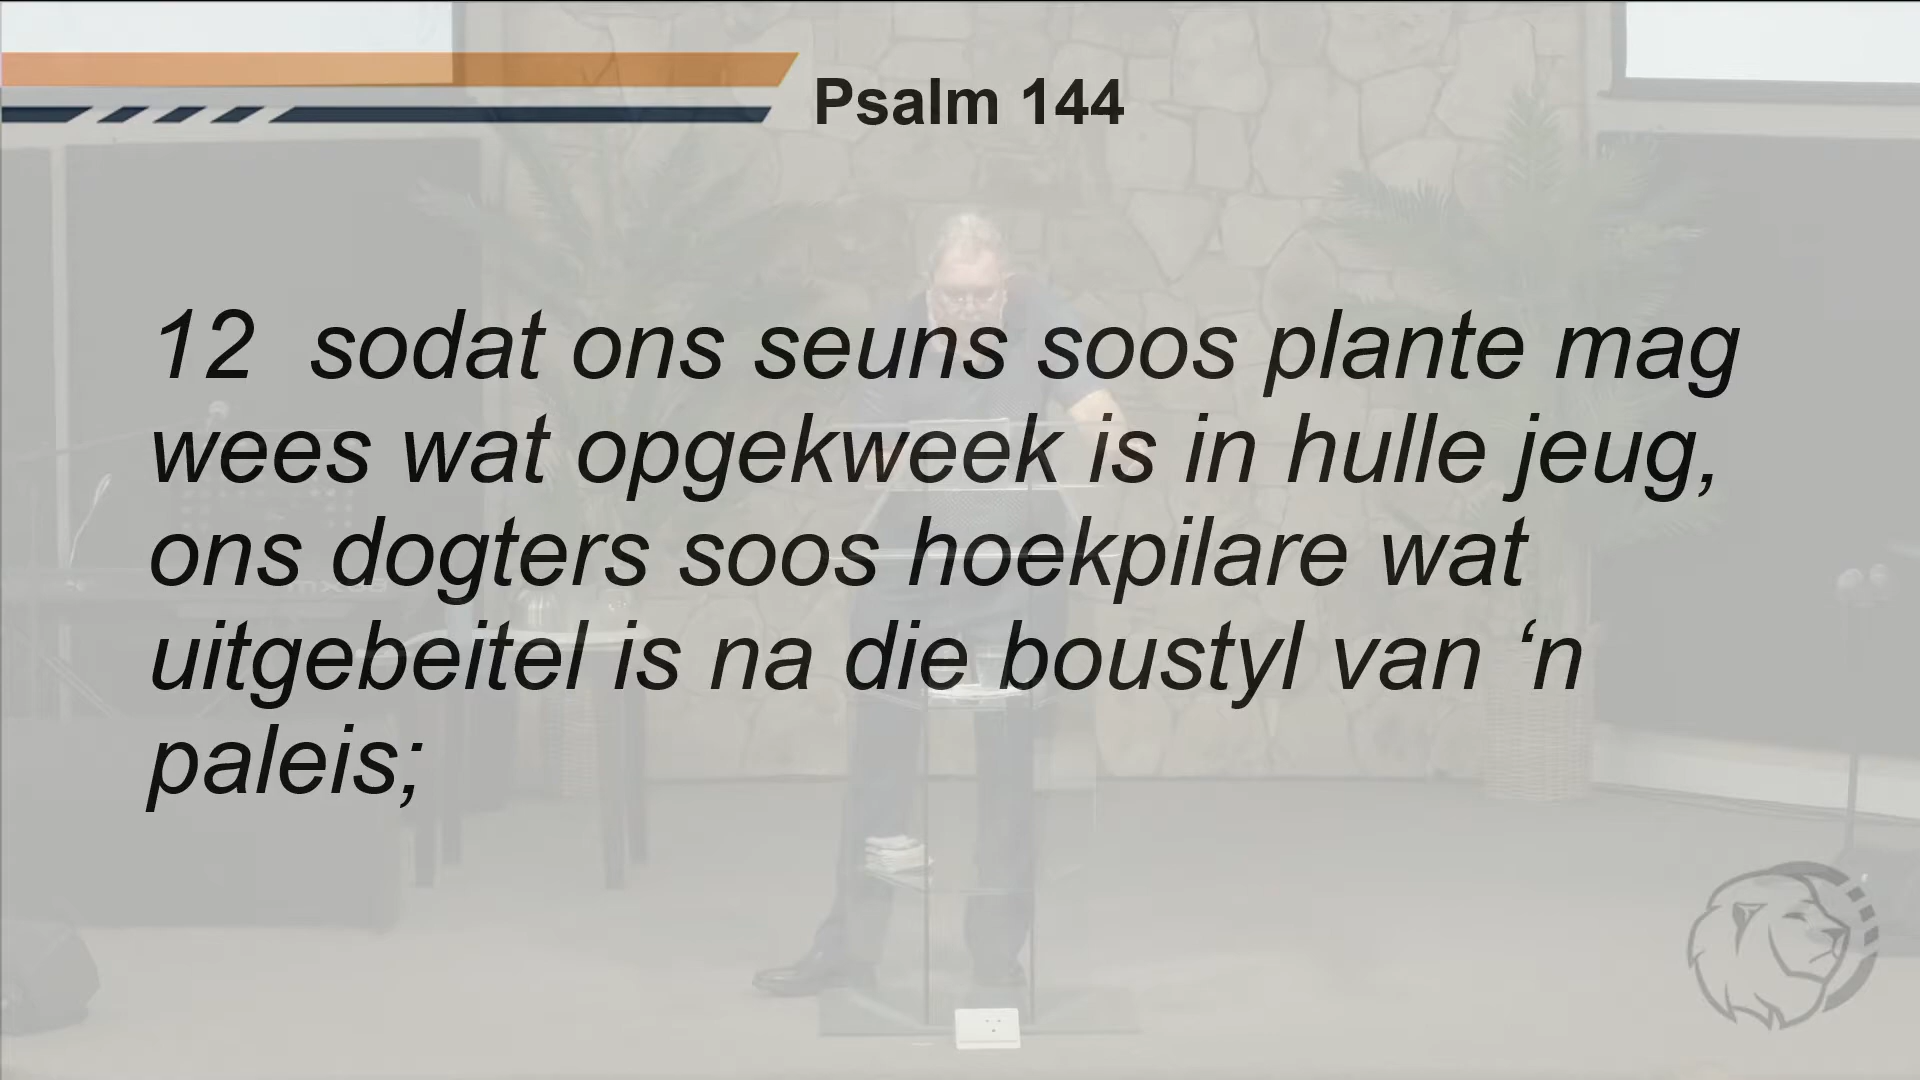 Psalm 144
12 sodat ons seuns soos plante mag
wees wat opgekweek is in hulle jeug,
ons dogters soos hoekpilare wat
uitgebeitel is na die boustyl van ‘n
paleis;